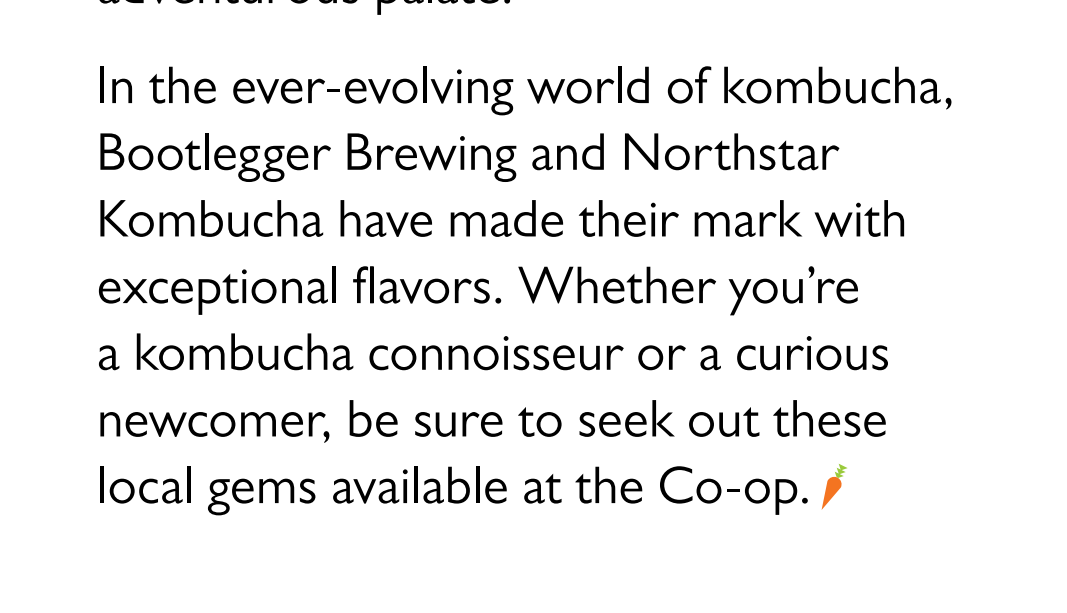 adventurous palate.
In the ever-evolving world of kombucha,
Bootlegger Brewing and Northstar
Kombucha have made their mark with
exceptional flavors. Whether you’re
a kombucha connoisseur or a curious
newcomer, be sure to seek out these
local gems available at the Co-op.